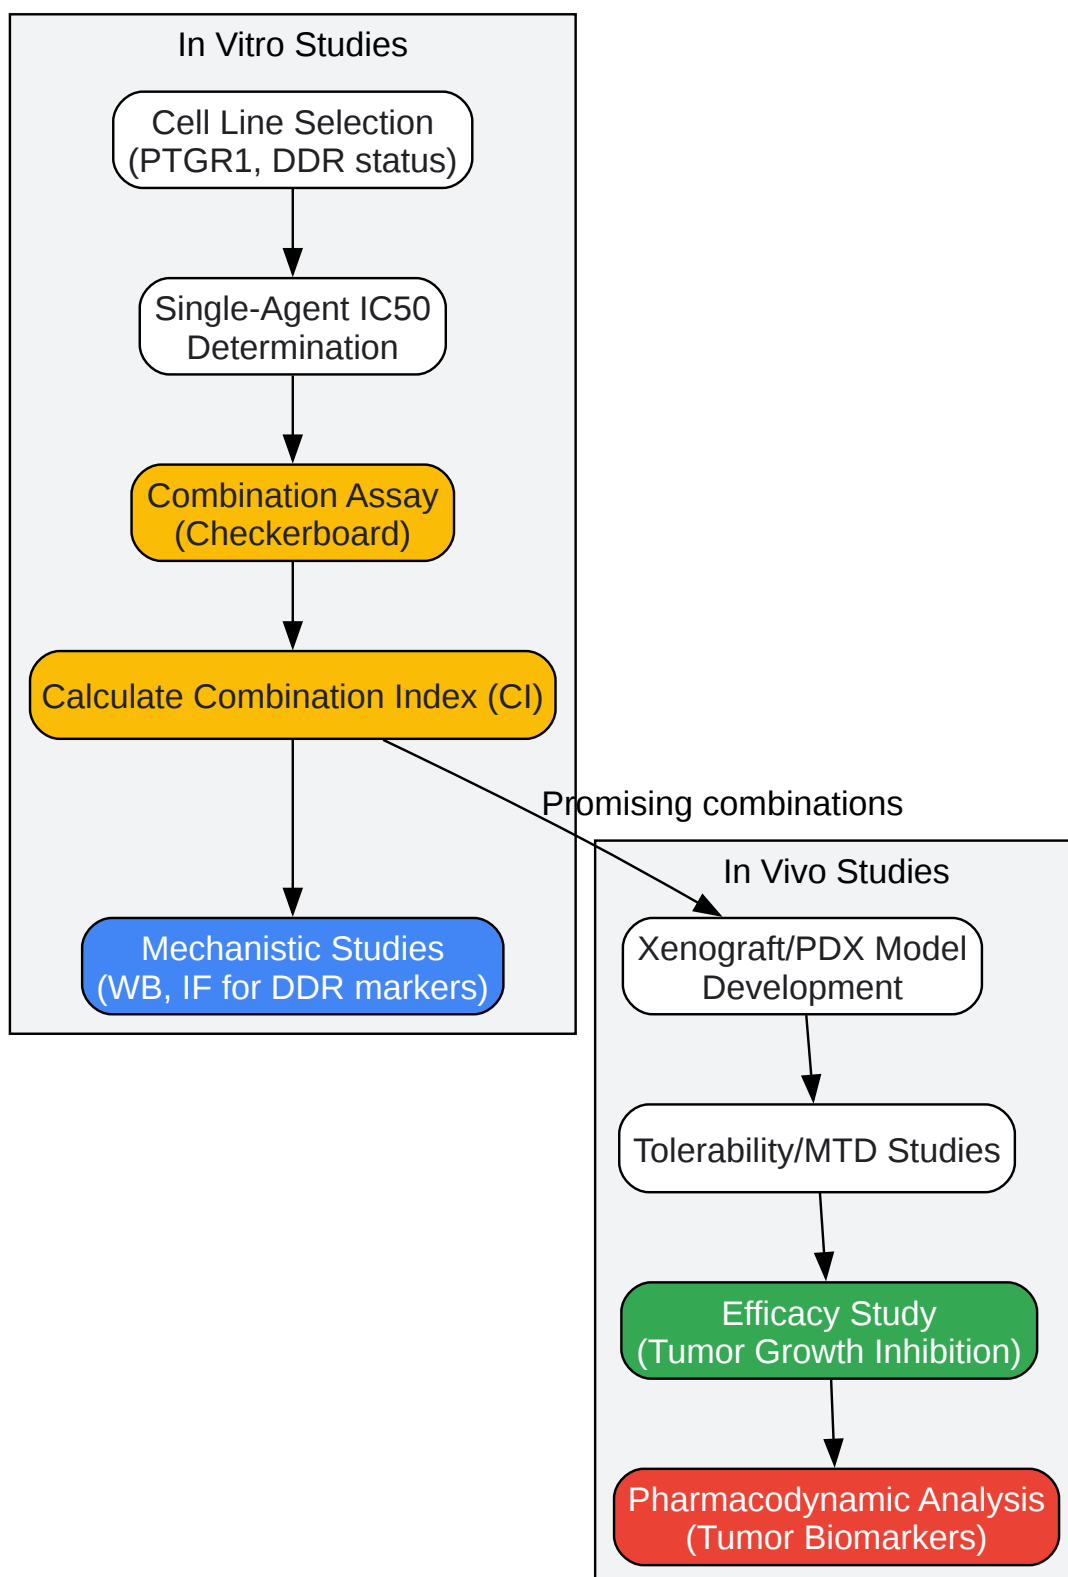 In Vitro Studies
Cell Line Selection
(PTGR1, DDR status)
Single-Agent IC50
Determination
Combination Assay
(Checkerboard)
Calculate Combination Index (CI)
Promising combinations
Mechanistic Studies
(WB, IF for DDR markers)
In Vivo Studies
Xenograft/PDX Model
Development
Tolerability/MTD Studies
Efficacy Study
(Tumor Growth Inhibition)
Pharmacodynamic Analysis
(Tumor Biomarkers)